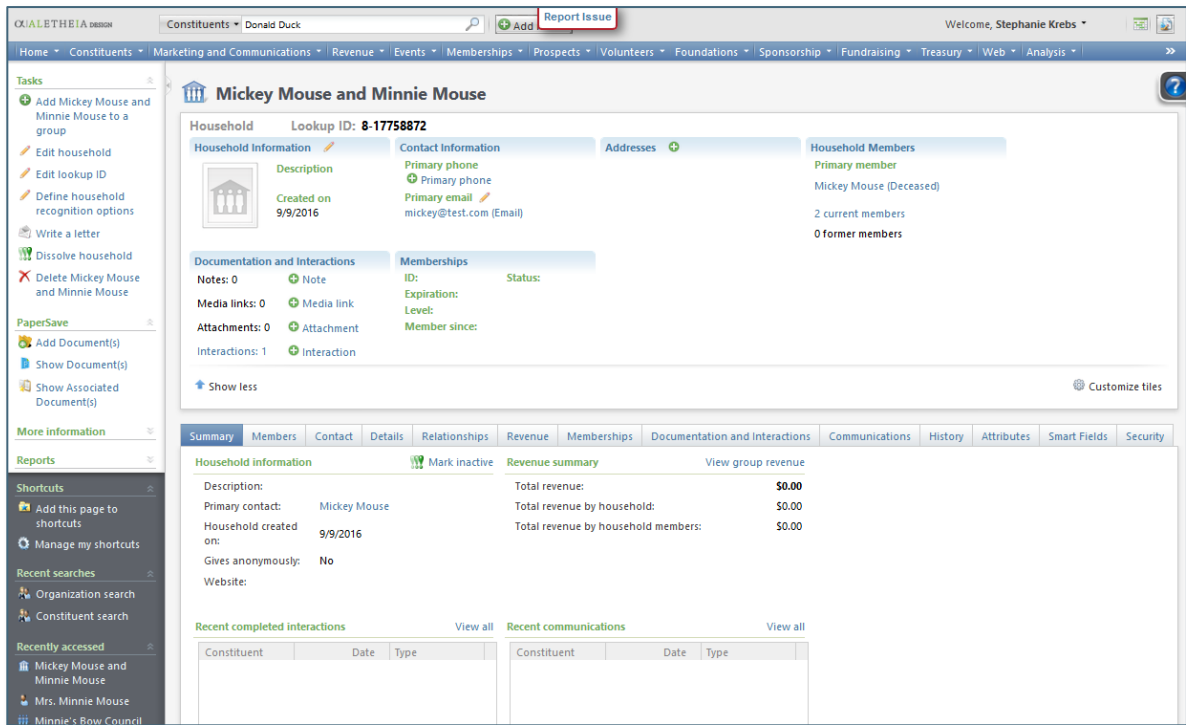 αALETHEIA DESIGN
Constituents Donald Duck
Add
Report Issue
Welcome, Stephanie Krebs
Home Constituents Marketing and Communications Revenue Events Memberships Prospects Volunteers Foundations Sponsorship Fundraising Treasury Web Analysis »
Tasks
Add Mickey Mouse and
Minnie Mouse to a
group
Edit household
Edit lookup ID
Define household
recognition options
Write a letter
Dissolve household
Delete Mickey Mouse
and Minnie Mouse
PaperSave
Add Document(s)
Show Document(s)
Show Associated
Document(s)
More information
Reports
Shortcuts
Add this page to
shortcuts
Manage my shortcuts
Recent searches
Organization search
Constituent search
Recently accessed
Mickey Mouse and
Minnie Mouse
Mrs. Minnie Mouse
Minnie's Bow Council
Mickey Mouse and Minnie Mouse
?
Household Lookup ID: 8-17758872
Household Information
Description
Created on
9/9/2016
Contact Information
Primary phone
Primary phone
Primary email
mickey@test.com (Email)
Addresses
Household Members
Primary member
Mickey Mouse (Deceased)
2 current members
0 former members
Documentation and Interactions
Notes: 0 Note
Media links: 0 Media link
Attachments: 0 Attachment
Interactions: 1 Interaction
Memberships
ID: Status:
Expiration:
Level:
Member since:
Show less
Customize tiles
Summary Members Contact Details Relationships Revenue Memberships Documentation and Interactions Communications History Attributes Smart Fields Security
Household information Mark inactive
Description:
Primary contact: Mickey Mouse
Household created
on: 9/9/2016
Gives anonymously: No
Website:
Revenue summary View group revenue
Total revenue: $0.00
Total revenue by household: $0.00
Total revenue by household members: $0.00
Recent completed interactions View all
Constituent Date Type
Recent communications View all
Constituent Date Type